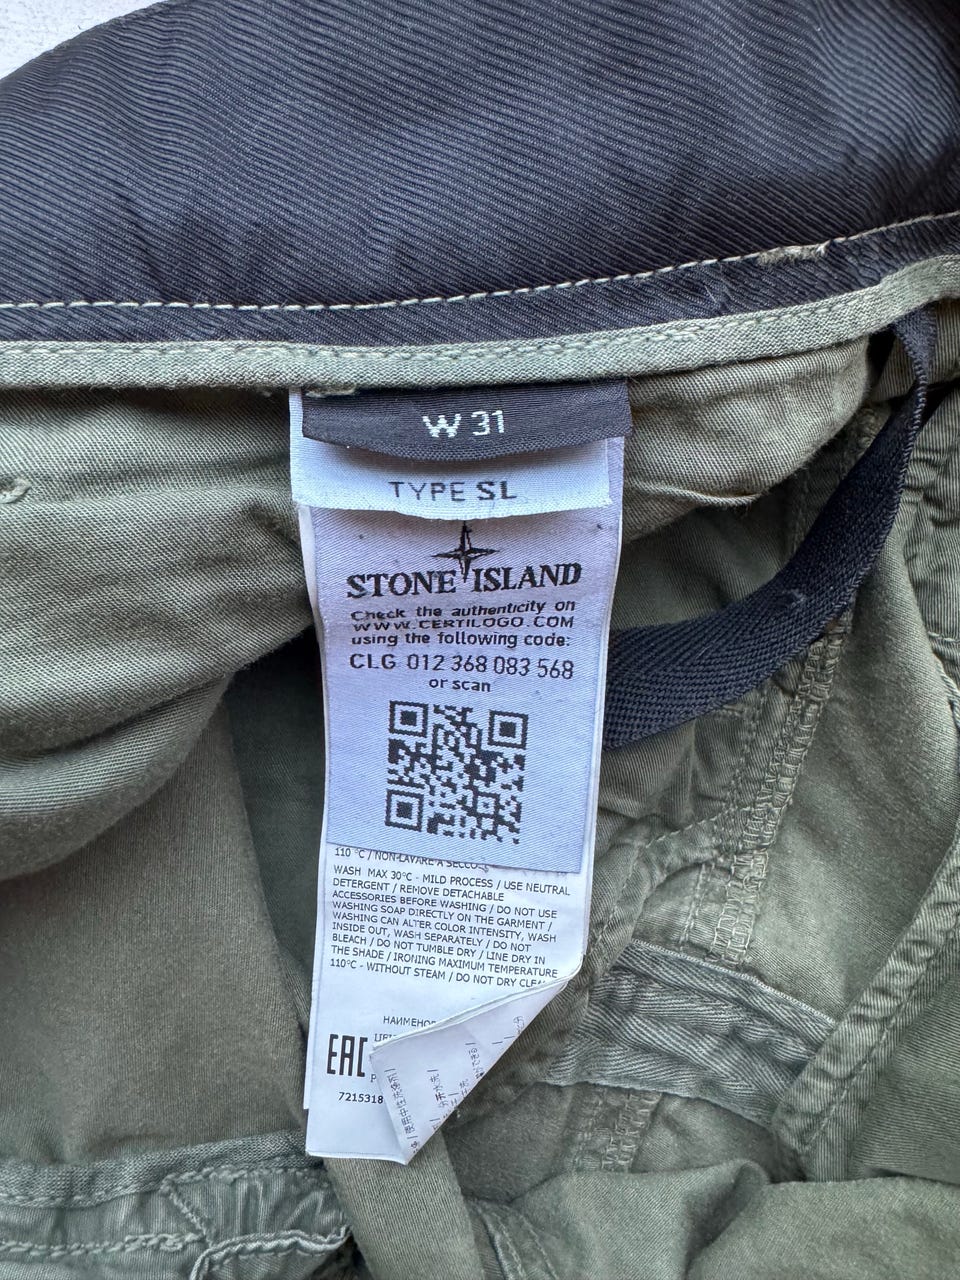 W 31
TYPE SL
STONE ISLAND
Check the authenticity on
WWW.CERTILOGO.COM
using the following code:
CLG 012 368 083 568
or scan
110 °C / NON LAVARE A SECCO
WASH MAX 30°C - MILD PROCESS / USE NEUTRAL
DETERGENT / REMOVE DETACHABLE
ACCESSORIES BEFORE WASHING / DO NOT USE
WASHING SOAP DIRECTLY ON THE GARMENT /
WASHING CAN ALTER COLOR INTENSITY, WASH
INSIDE OUT, WASH SEPARATELY / DO NOT
BLEACH / DO NOT TUMBLE DRY / LINE DRY IN
THE SHADE / IRONING MAXIMUM TEMPERATURE
110°C - WITHOUT STEAM / DO NOT DRY CLEA
НАИМЕНОВ
EAC
7215318